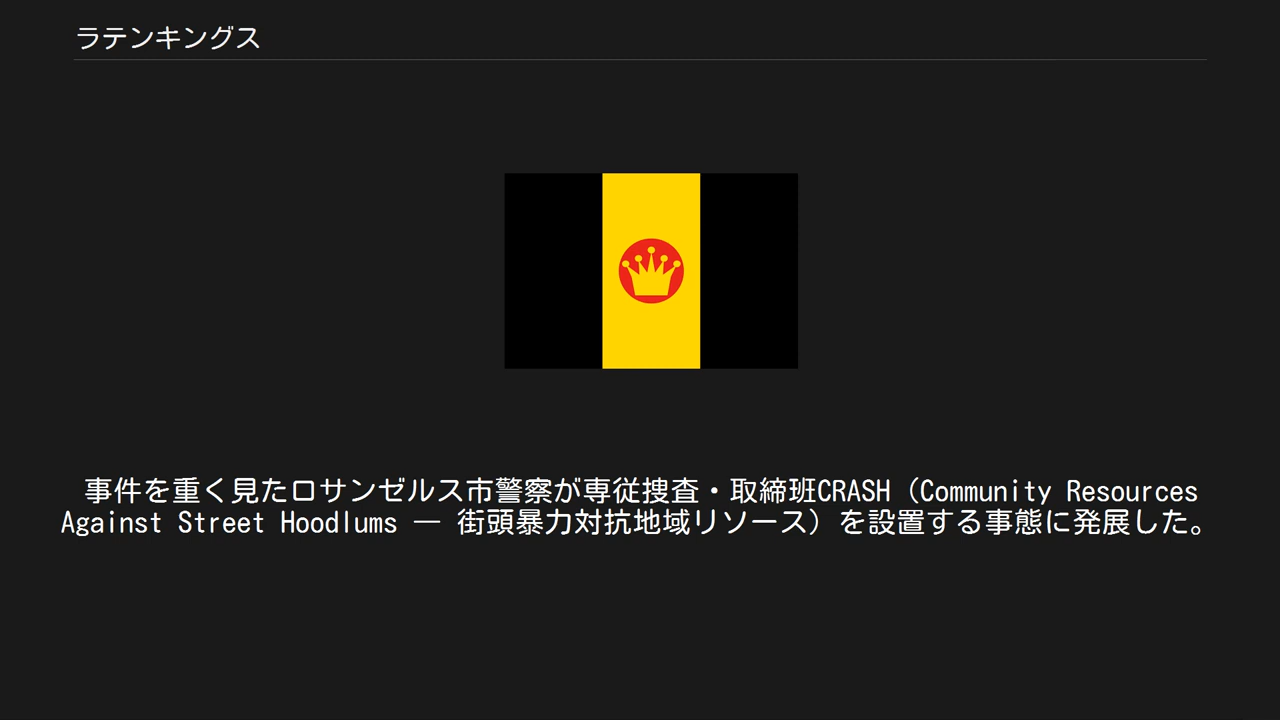 ラテンキングス
事件を重く見たロサンゼルス市警察が専従捜査・取締班CRASH（Community Resources
Against Street Hoodlums ― 街頭暴力対抗地域リソース）を設置する事態に発展した。